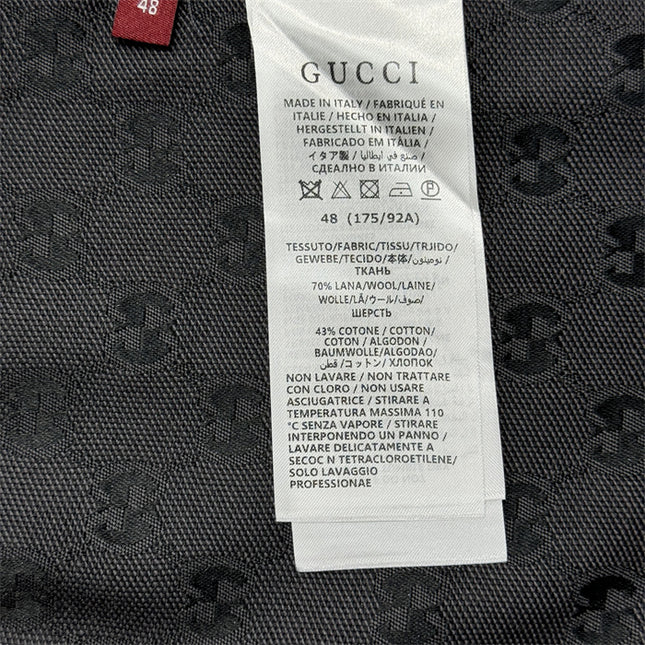 48
GUCCI
MADE IN ITALY / FABRIQUÉ EN
ITALIE / HECHO EN ITALIA /
HERGESTELLT IN ITALIEN /
FABRICADO EM ITÀLIA /
イタア製 / صنع في ايطاليا /
СДЕЛАНО В ИТАЛИИ
48 (175/92A)
TESSUTO/FABRIC/TISSU/TRJIDO/
GEWEBE/TECIDO/本体/نوميئون /
ТКАНЬ
70% LANA/WOOL/LAINE/
WOLLE/LÃ/ウール/صوف/
ШЕРСТЬ
43% COTONE / COTTON/
COTON / ALGODON /
BAUMWOLLE/ALGODAO/
قطن/コットン/ ХЛОПОК
NON LAVARE / NON TRATTARE
CON CLORO / NON USARE
ASCIUGATRICE / STIRARE A
TEMPERATURA MASSIMA 110
°C SENZA VAPORE / STIRARE
INTERPONENDO UN PANNO /
LAVARE DELICATAMENTE A
SECOC N TETRACLOROETILENE/
SOLO LAVAGGIO
PROFESSIONAE